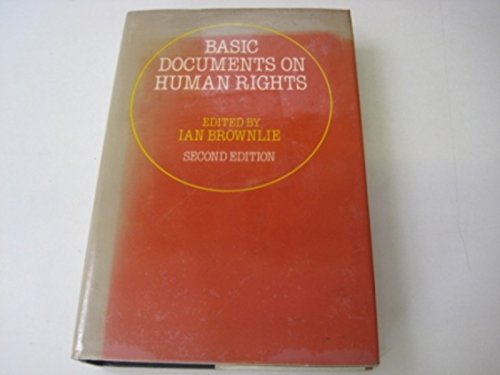 BASIC
DOCUMENTS ON
HUMAN RIGHTS
EDITED BY
IAN BROWNLIE
SECOND EDITION